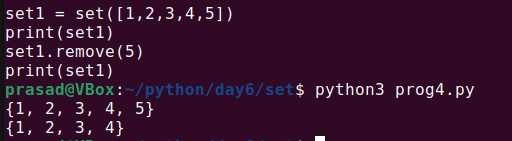 set1 = set([1,2,3,4,5])
print(set1)
set1.remove(5)
print(set1)
prasad@VBox:~/python/day6/set$ python3 prog4.py
{1, 2, 3, 4, 5}
{1, 2, 3, 4}